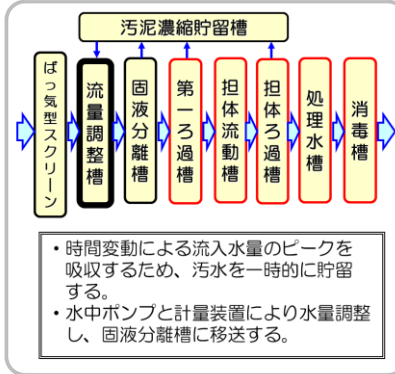 汚泥濃縮貯留槽
ばっ気型スクリーン
流量調整槽
固液分離槽
第一ろ過槽
担体流動槽
担体ろ過槽
処理水槽
消毒槽
・時間変動による流入水量のピークを
吸収するため、汚水を一時的に貯留
する。
・水中ポンプと計量装置により水量調整
し、固液分離槽に移送する。